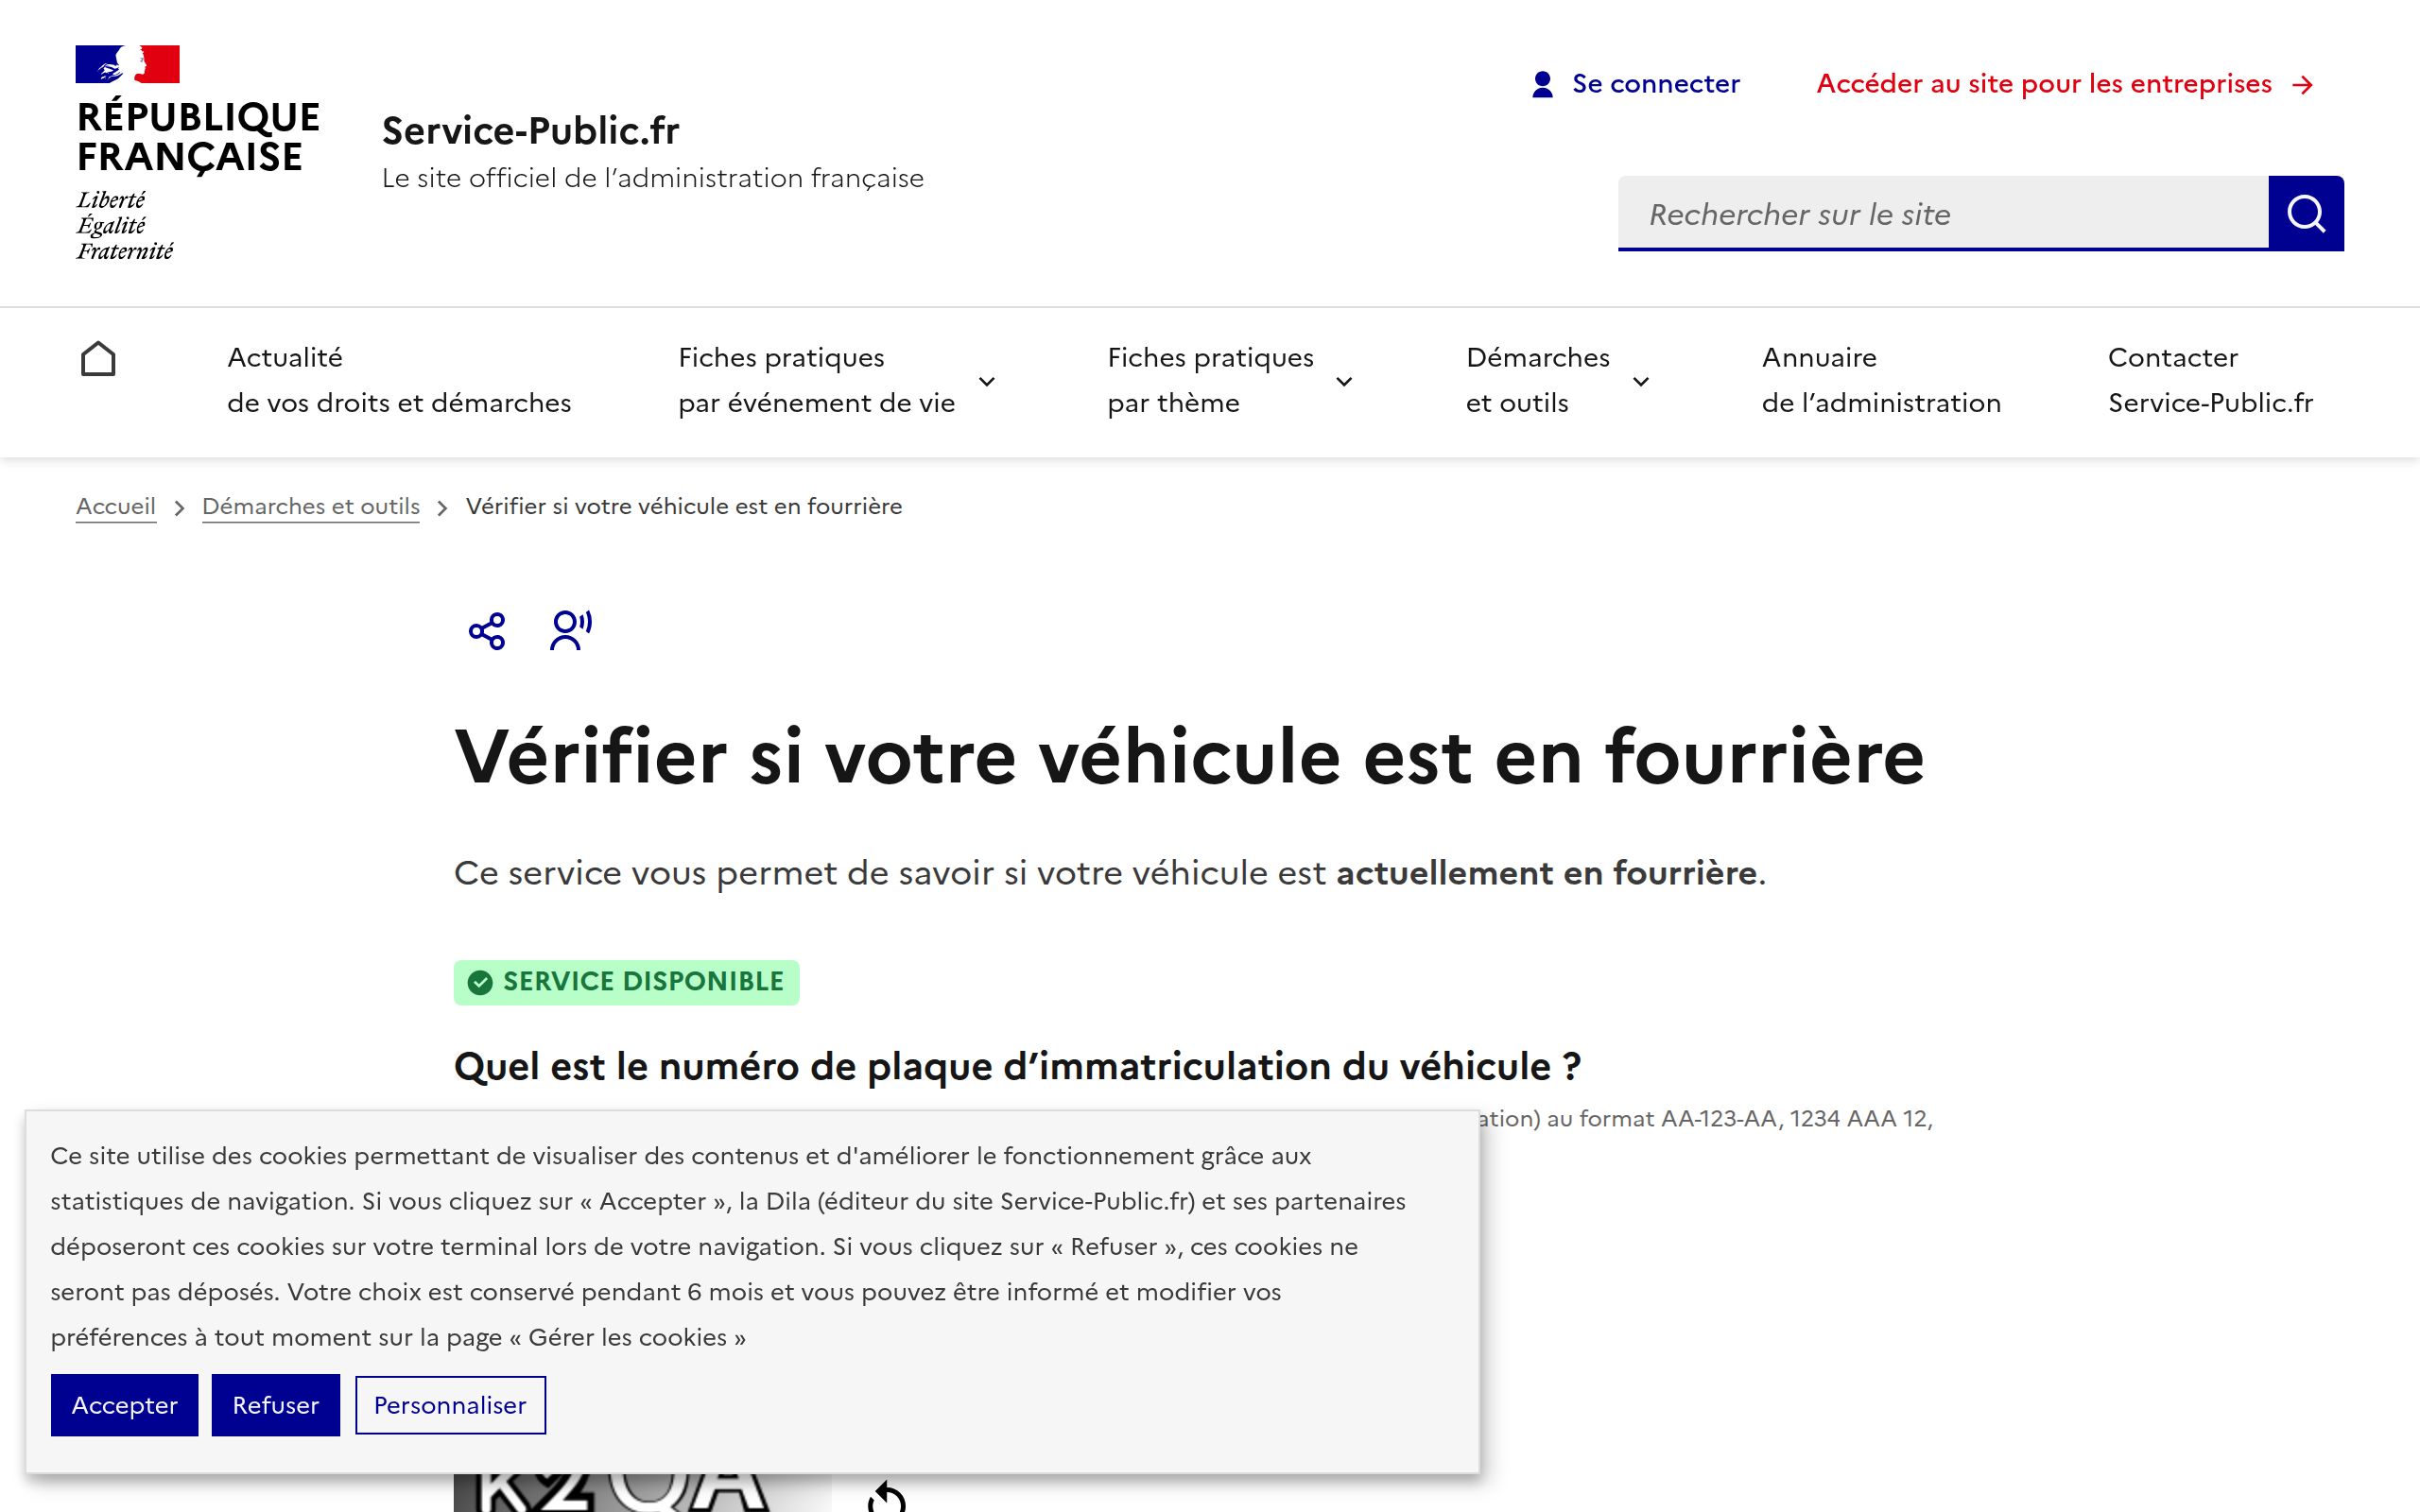 RÉPUBLIQUE
FRANÇAISE
Liberté
Égalité
Fraternité
Service-Public.fr
Le site officiel de l’administration française
Se connecter
Accéder au site pour les entreprises
Rechercher sur le site
Actualité
de vos droits et démarches
Fiches pratiques
par événement de vie
Fiches pratiques
par thème
Démarches
et outils
Annuaire
de l’administration
Contacter
Service-Public.fr
Accueil
Démarches et outils
Vérifier si votre véhicule est en fourrière
Vérifier si votre véhicule est en fourrière
Ce service vous permet de savoir si votre véhicule est actuellement en fourrière.
SERVICE DISPONIBLE
Quel est le numéro de plaque d’immatriculation du véhicule ?
ation) au format AA-123-AA, 1234 AAA 12,
Ce site utilise des cookies permettant de visualiser des contenus et d'améliorer le fonctionnement grâce aux
statistiques de navigation. Si vous cliquez sur « Accepter », la Dila (éditeur du site Service-Public.fr) et ses partenaires
déposeront ces cookies sur votre terminal lors de votre navigation. Si vous cliquez sur « Refuser », ces cookies ne
seront pas déposés. Votre choix est conservé pendant 6 mois et vous pouvez être informé et modifier vos
préférences à tout moment sur la page « Gérer les cookies »
Accepter
Refuser
Personnaliser